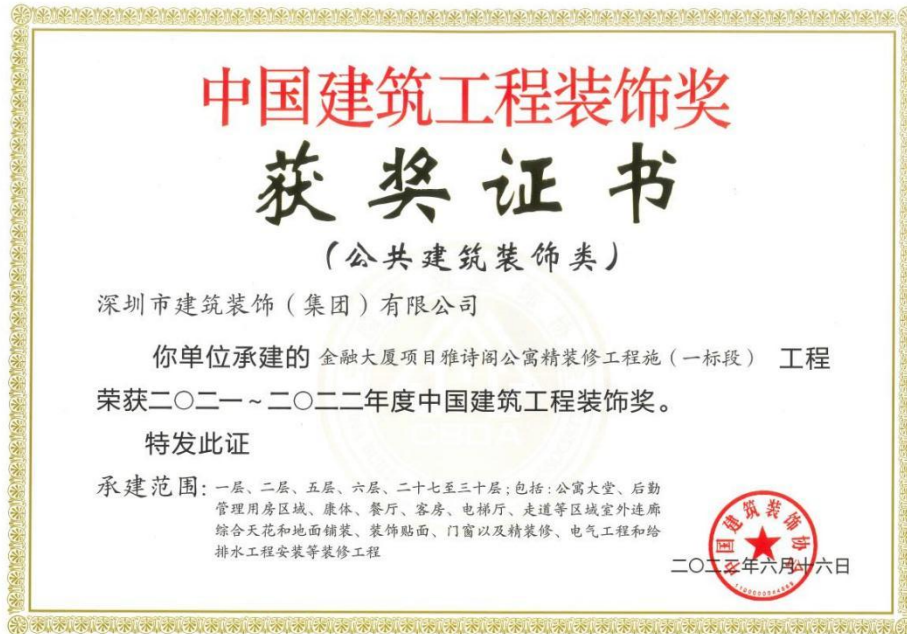 中国建筑工程装饰奖
获奖证书
(公共建筑装饰类)
深圳市建筑装饰（集团）有限公司
你单位承建的 金融大厦项目雅诗阁公寓精装修工程施（一标段） 工程
荣获二〇二一~二〇二二年度中国建筑工程装饰奖。
特发此证
承建范围: 一层、二层、五层、六层、二十七至三十层;包括:公寓大堂、后勤
管理用房区域、康体、餐厅、客房、电梯厅、走道等区域室外连廊
综合天花和地面铺装、装饰贴面、门窗以及精装修、电气工程和给
排水工程安装等装修工程
中国建筑装饰协会
二〇二三年六月十六日